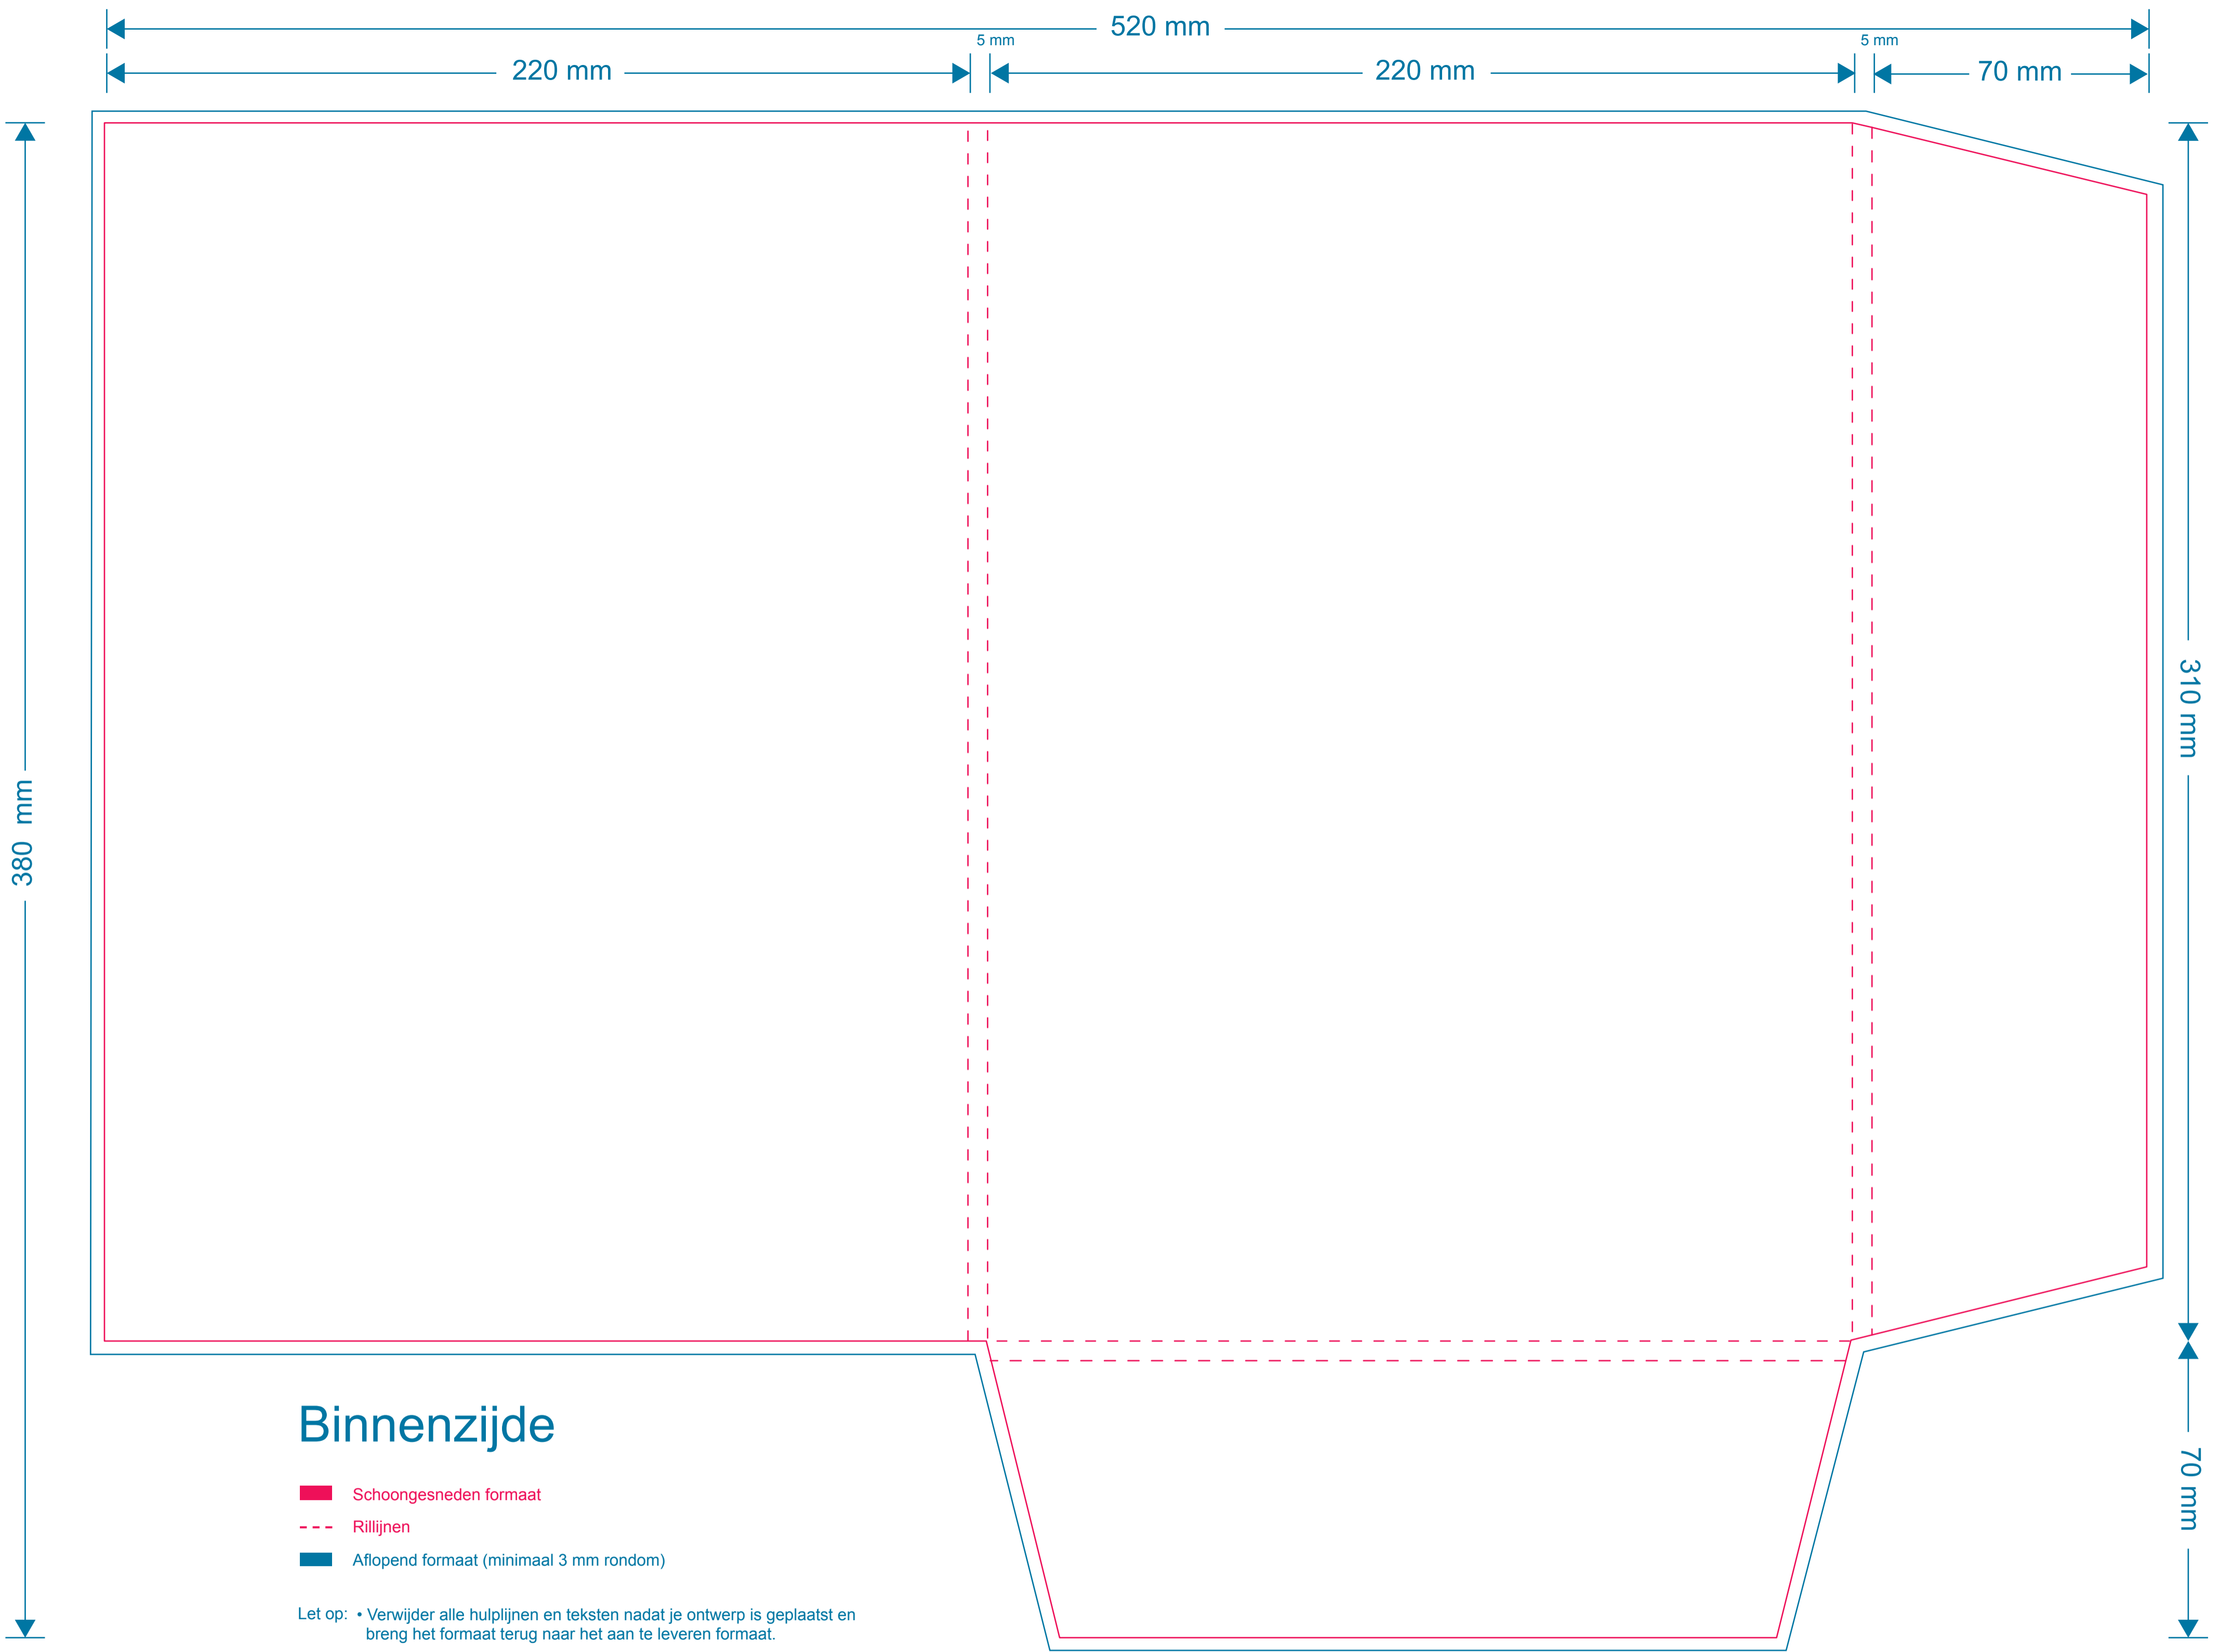 520 mm
5 mm
5 mm
220 mm
220 mm
70 mm
310 mm
380 mm
Binnenzijde
Schoongesneden formaat
Rillijnen
Aflopend formaat (minimaal 3 mm rondom)
70 mm
Let op: • Verwijder alle hulplijnen en teksten nadat je ontwerp is geplaatst en
breng het formaat terug naar het aan te leveren formaat.